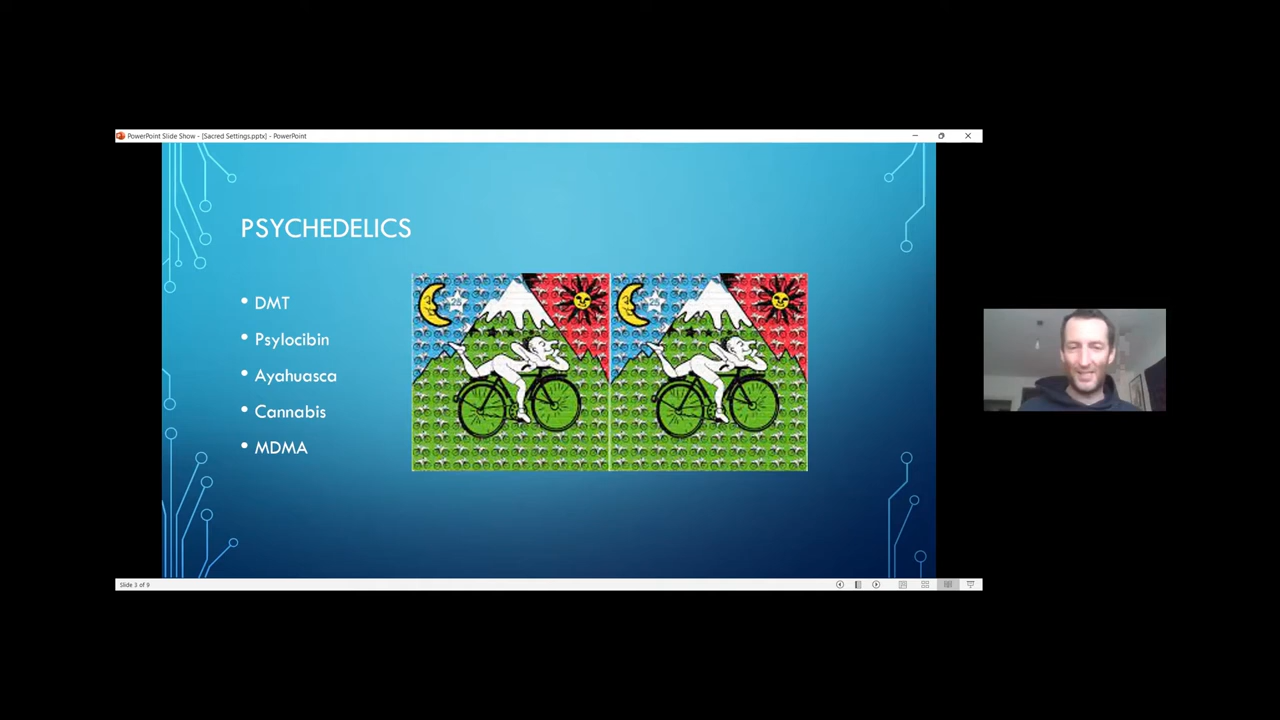 PowerPoint Slide Show - [Sacred Settings.pptx] - PowerPoint
PSYCHEDELICS
• DMT
• Psylocibin
• Ayahuasca
• Cannabis
• MDMA
Slide 3 of 9